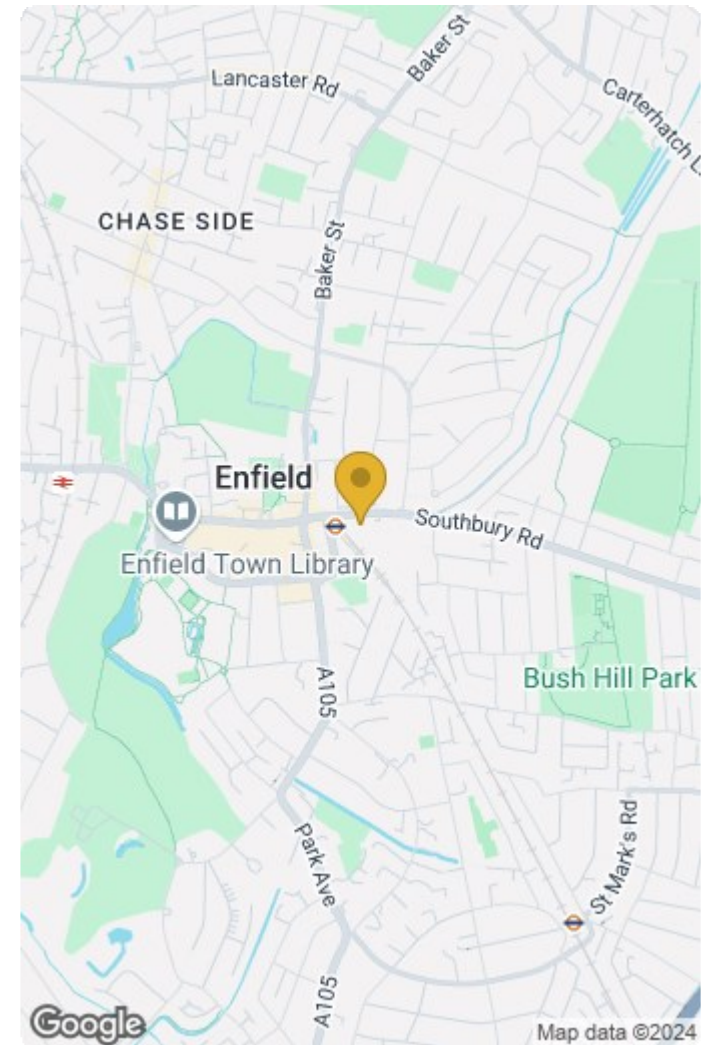 Baker St
Lancaster Rd
Carterhatch L
CHASE SIDE
Baker St
Enfield
Southbury Rd
Enfield Town Library
Bush Hill Park
A105
Park Ave
St Mark's Rd
A105
Google
Map data ©2024